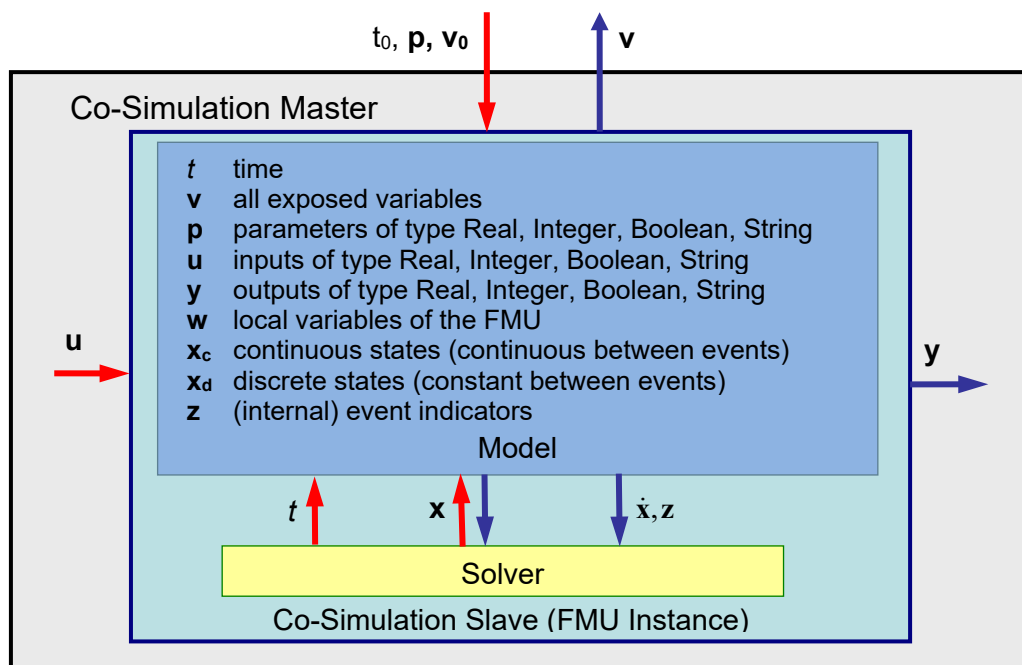 t₀, p, v₀
v
Co-Simulation Master
t time
v all exposed variables
p parameters of type Real, Integer, Boolean, String
u inputs of type Real, Integer, Boolean, String
y outputs of type Real, Integer, Boolean, String
w local variables of the FMU
x_c continuous states (continuous between events)
x_d discrete states (constant between events)
z (internal) event indicators
Model
u
y
t
x
ẋ, z
Solver
Co-Simulation Slave (FMU Instance)